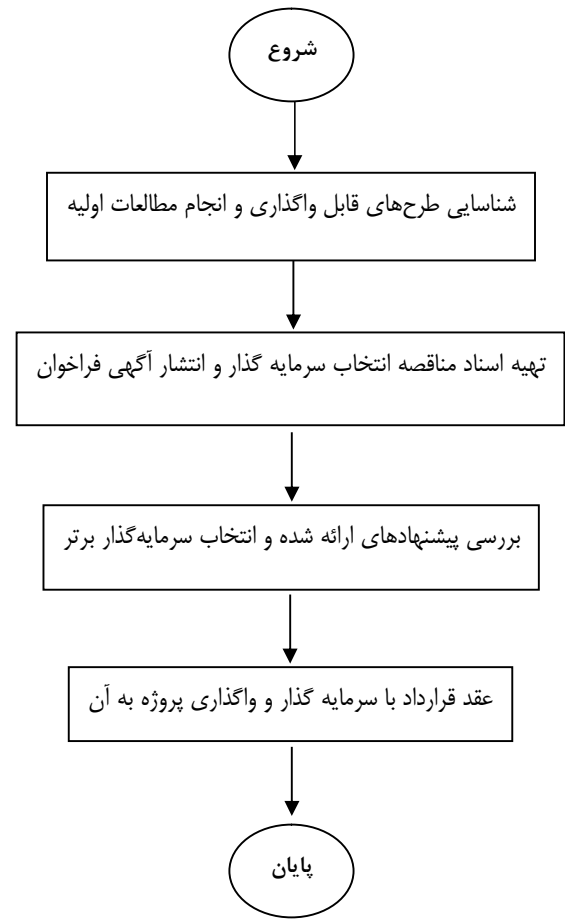 شروع
شناسایی طرح‌های قابل واگذاری و انجام مطالعات اولیه
تهیه اسناد مناقصه انتخاب سرمایه گذار و انتشار آگهی فراخوان
بررسی پیشنهادهای ارائه شده و انتخاب سرمایه‌گذار برتر
عقد قرارداد با سرمایه گذار و واگذاری پروژه به آن
پایان